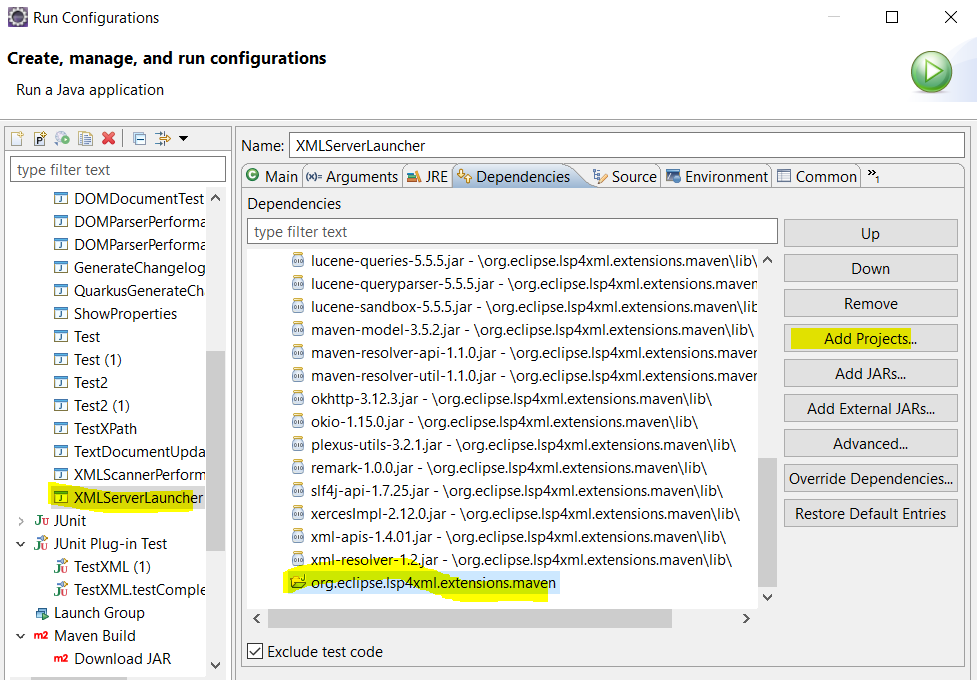 Run Configurations
Create, manage, and run configurations
Run a Java application
type filter text
DOMDocumentTest
DOMParserPerforma
DOMParserPerforma
GenerateChangelog
QuarkusGenerateCha
ShowProperties
Test
Test (1)
Test2
Test2 (1)
TestXPath
TextDocumentUpda
XMLScannerPerform
XMLServerLauncher
JUnit
JUnit Plug-in Test
TestXML (1)
TestXML.testComple
Launch Group
Maven Build
Download JAR
Name: XMLServerLauncher
Main (x)= Arguments JRE Dependencies Source Environment Common »1
Dependencies
type filter text
lucene-queries-5.5.5.jar - \org.eclipse.lsp4xml.extensions.maven\lib\
lucene-queryparser-5.5.5.jar - \org.eclipse.lsp4xml.extensions.maven
lucene-sandbox-5.5.5.jar - \org.eclipse.lsp4xml.extensions.maven\lib
maven-model-3.5.2.jar - \org.eclipse.lsp4xml.extensions.maven\lib\
maven-resolver-api-1.1.0.jar - \org.eclipse.lsp4xml.extensions.maven
maven-resolver-util-1.1.0.jar - \org.eclipse.lsp4xml.extensions.maven
okhttp-3.12.3.jar - \org.eclipse.lsp4xml.extensions.maven\lib\
okio-1.15.0.jar - \org.eclipse.lsp4xml.extensions.maven\lib\
plexus-utils-3.2.1.jar - \org.eclipse.lsp4xml.extensions.maven\lib\
remark-1.0.0.jar - \org.eclipse.lsp4xml.extensions.maven\lib\
slf4j-api-1.7.25.jar - \org.eclipse.lsp4xml.extensions.maven\lib\
xercesImpl-2.12.0.jar - \org.eclipse.lsp4xml.extensions.maven\lib\
xml-apis-1.4.01.jar - \org.eclipse.lsp4xml.extensions.maven\lib\
xml-resolver-1.2.jar - \org.eclipse.lsp4xml.extensions.maven\lib\
org.eclipse.lsp4xml.extensions.maven
Exclude test code
Up
Down
Remove
Add Projects...
Add JARs...
Add External JARs...
Advanced...
Override Dependencies...
Restore Default Entries